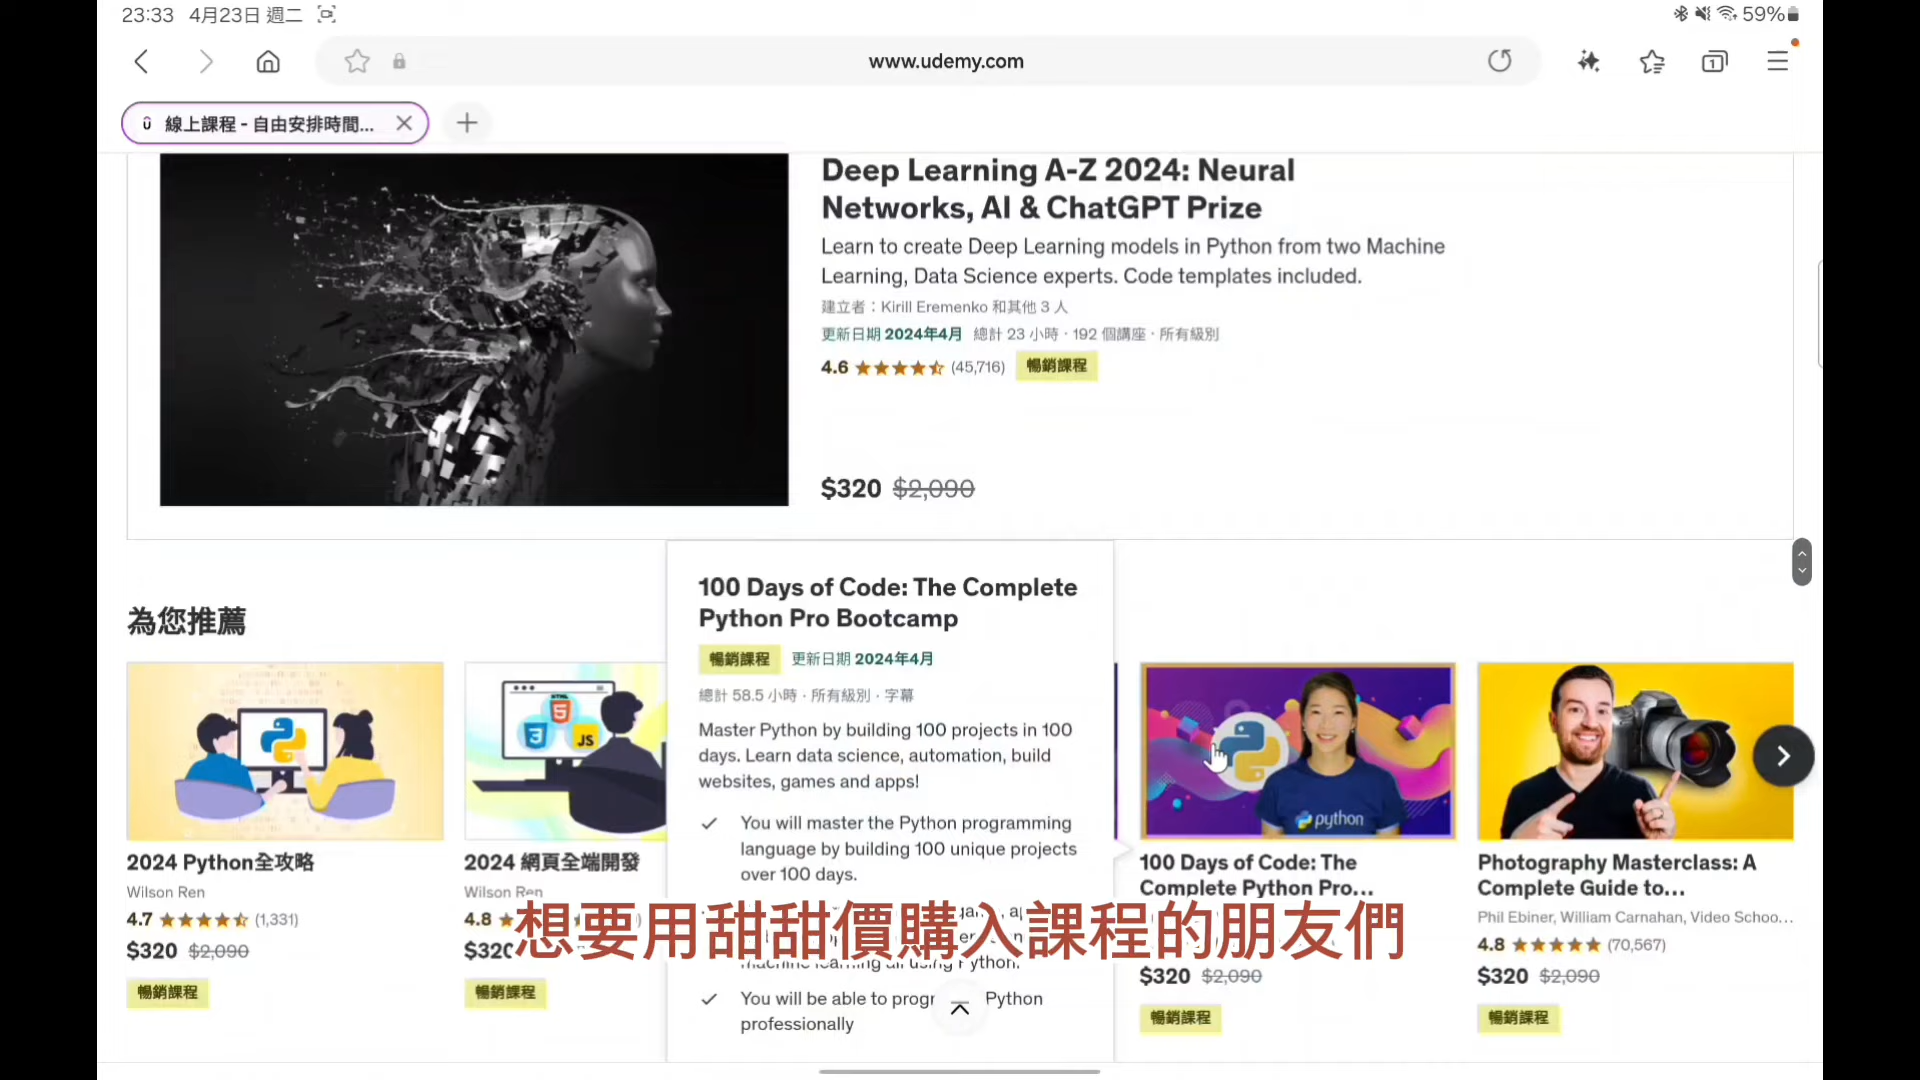 23:33 4月23日 週二
59%
www.udemy.com
1
線上課程 - 自由安排時間...
Deep Learning A-Z 2024: Neural
Networks, AI & ChatGPT Prize
Learn to create Deep Learning models in Python from two Machine
Learning, Data Science experts. Code templates included.
建立者：Kirill Eremenko 和其他 3 人
更新日期 2024年4月 總計 23 小時 · 192 個講座 · 所有級別
4.6 (45,716) 暢銷課程
$320 $2,090
為您推薦
2024 Python全攻略
Wilson Ren
4.7 (1,331)
$320 $2,090
暢銷課程
HTML
5
3
JS
2024 網頁全端開發
Wilson Ren
4.8
$320
暢銷課程
100 Days of Code: The Complete
Python Pro Bootcamp
暢銷課程 更新日期 2024年4月
總計 58.5 小時 · 所有級別 · 字幕
Master Python by building 100 projects in 100
days. Learn data science, automation, build
websites, games and apps!
You will master the Python programming
language by building 100 unique projects
over 100 days.
machine learning all using Python.
You will be able to progr Python
professionally
python
100 Days of Code: The
Complete Python Pro...
$320 $2,090
暢銷課程
Photography Masterclass: A
Complete Guide to...
Phil Ebiner, William Carnahan, Video Schoo...
4.8 (70,567)
$320 $2,090
暢銷課程
想要用甜甜價購入課程的朋友們